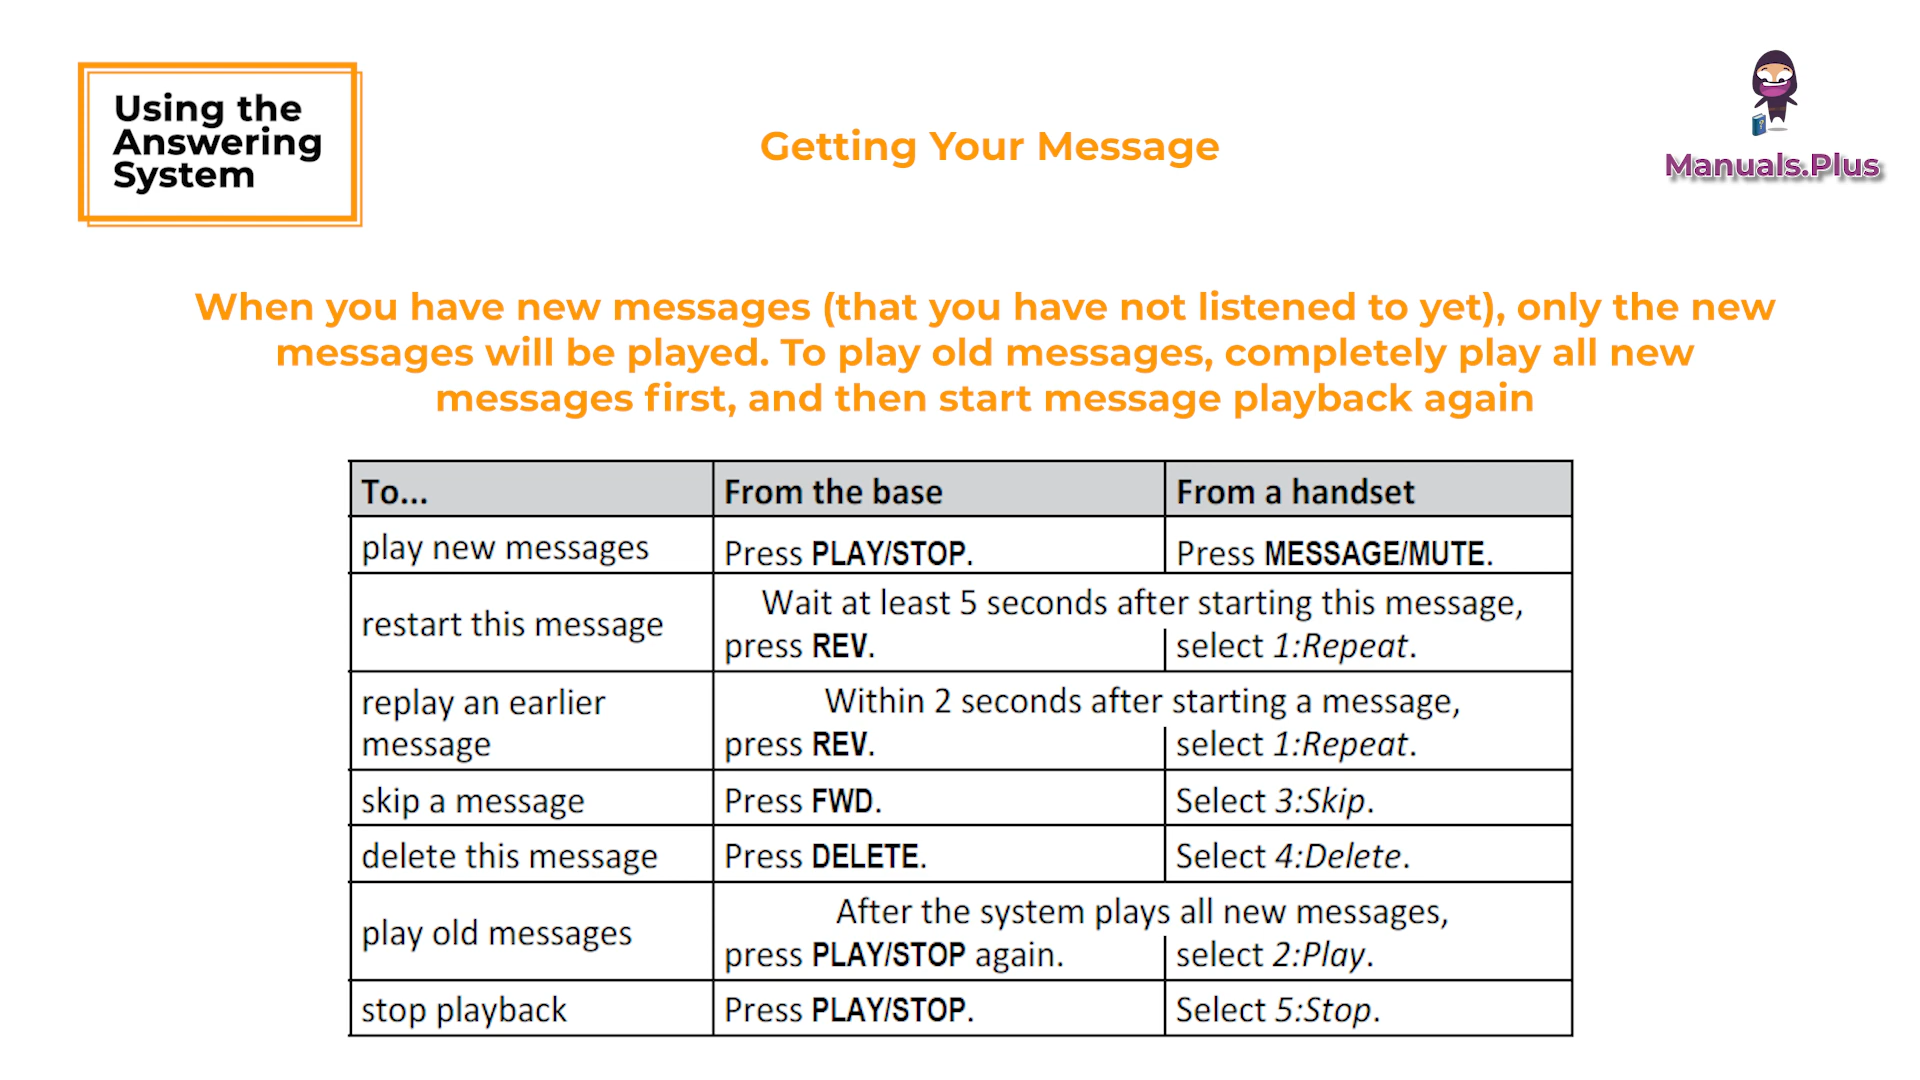 Using the
Answering
System
Getting Your Message
Manuals.Plus
When you have new messages (that you have not listened to yet), only the new
messages will be played. To play old messages, completely play all new
messages first, and then start message playback again
To... From the base From a handset
play new messages Press PLAY/STOP. Press MESSAGE/MUTE.
restart this message Wait at least 5 seconds after starting this message,
press REV. select 1:Repeat.
replay an earlier Within 2 seconds after starting a message,
message press REV. select 1:Repeat.
skip a message Press FWD. Select 3:Skip.
delete this message Press DELETE. Select 4:Delete.
play old messages After the system plays all new messages,
press PLAY/STOP again. select 2:Play.
stop playback Press PLAY/STOP. Select 5:Stop.